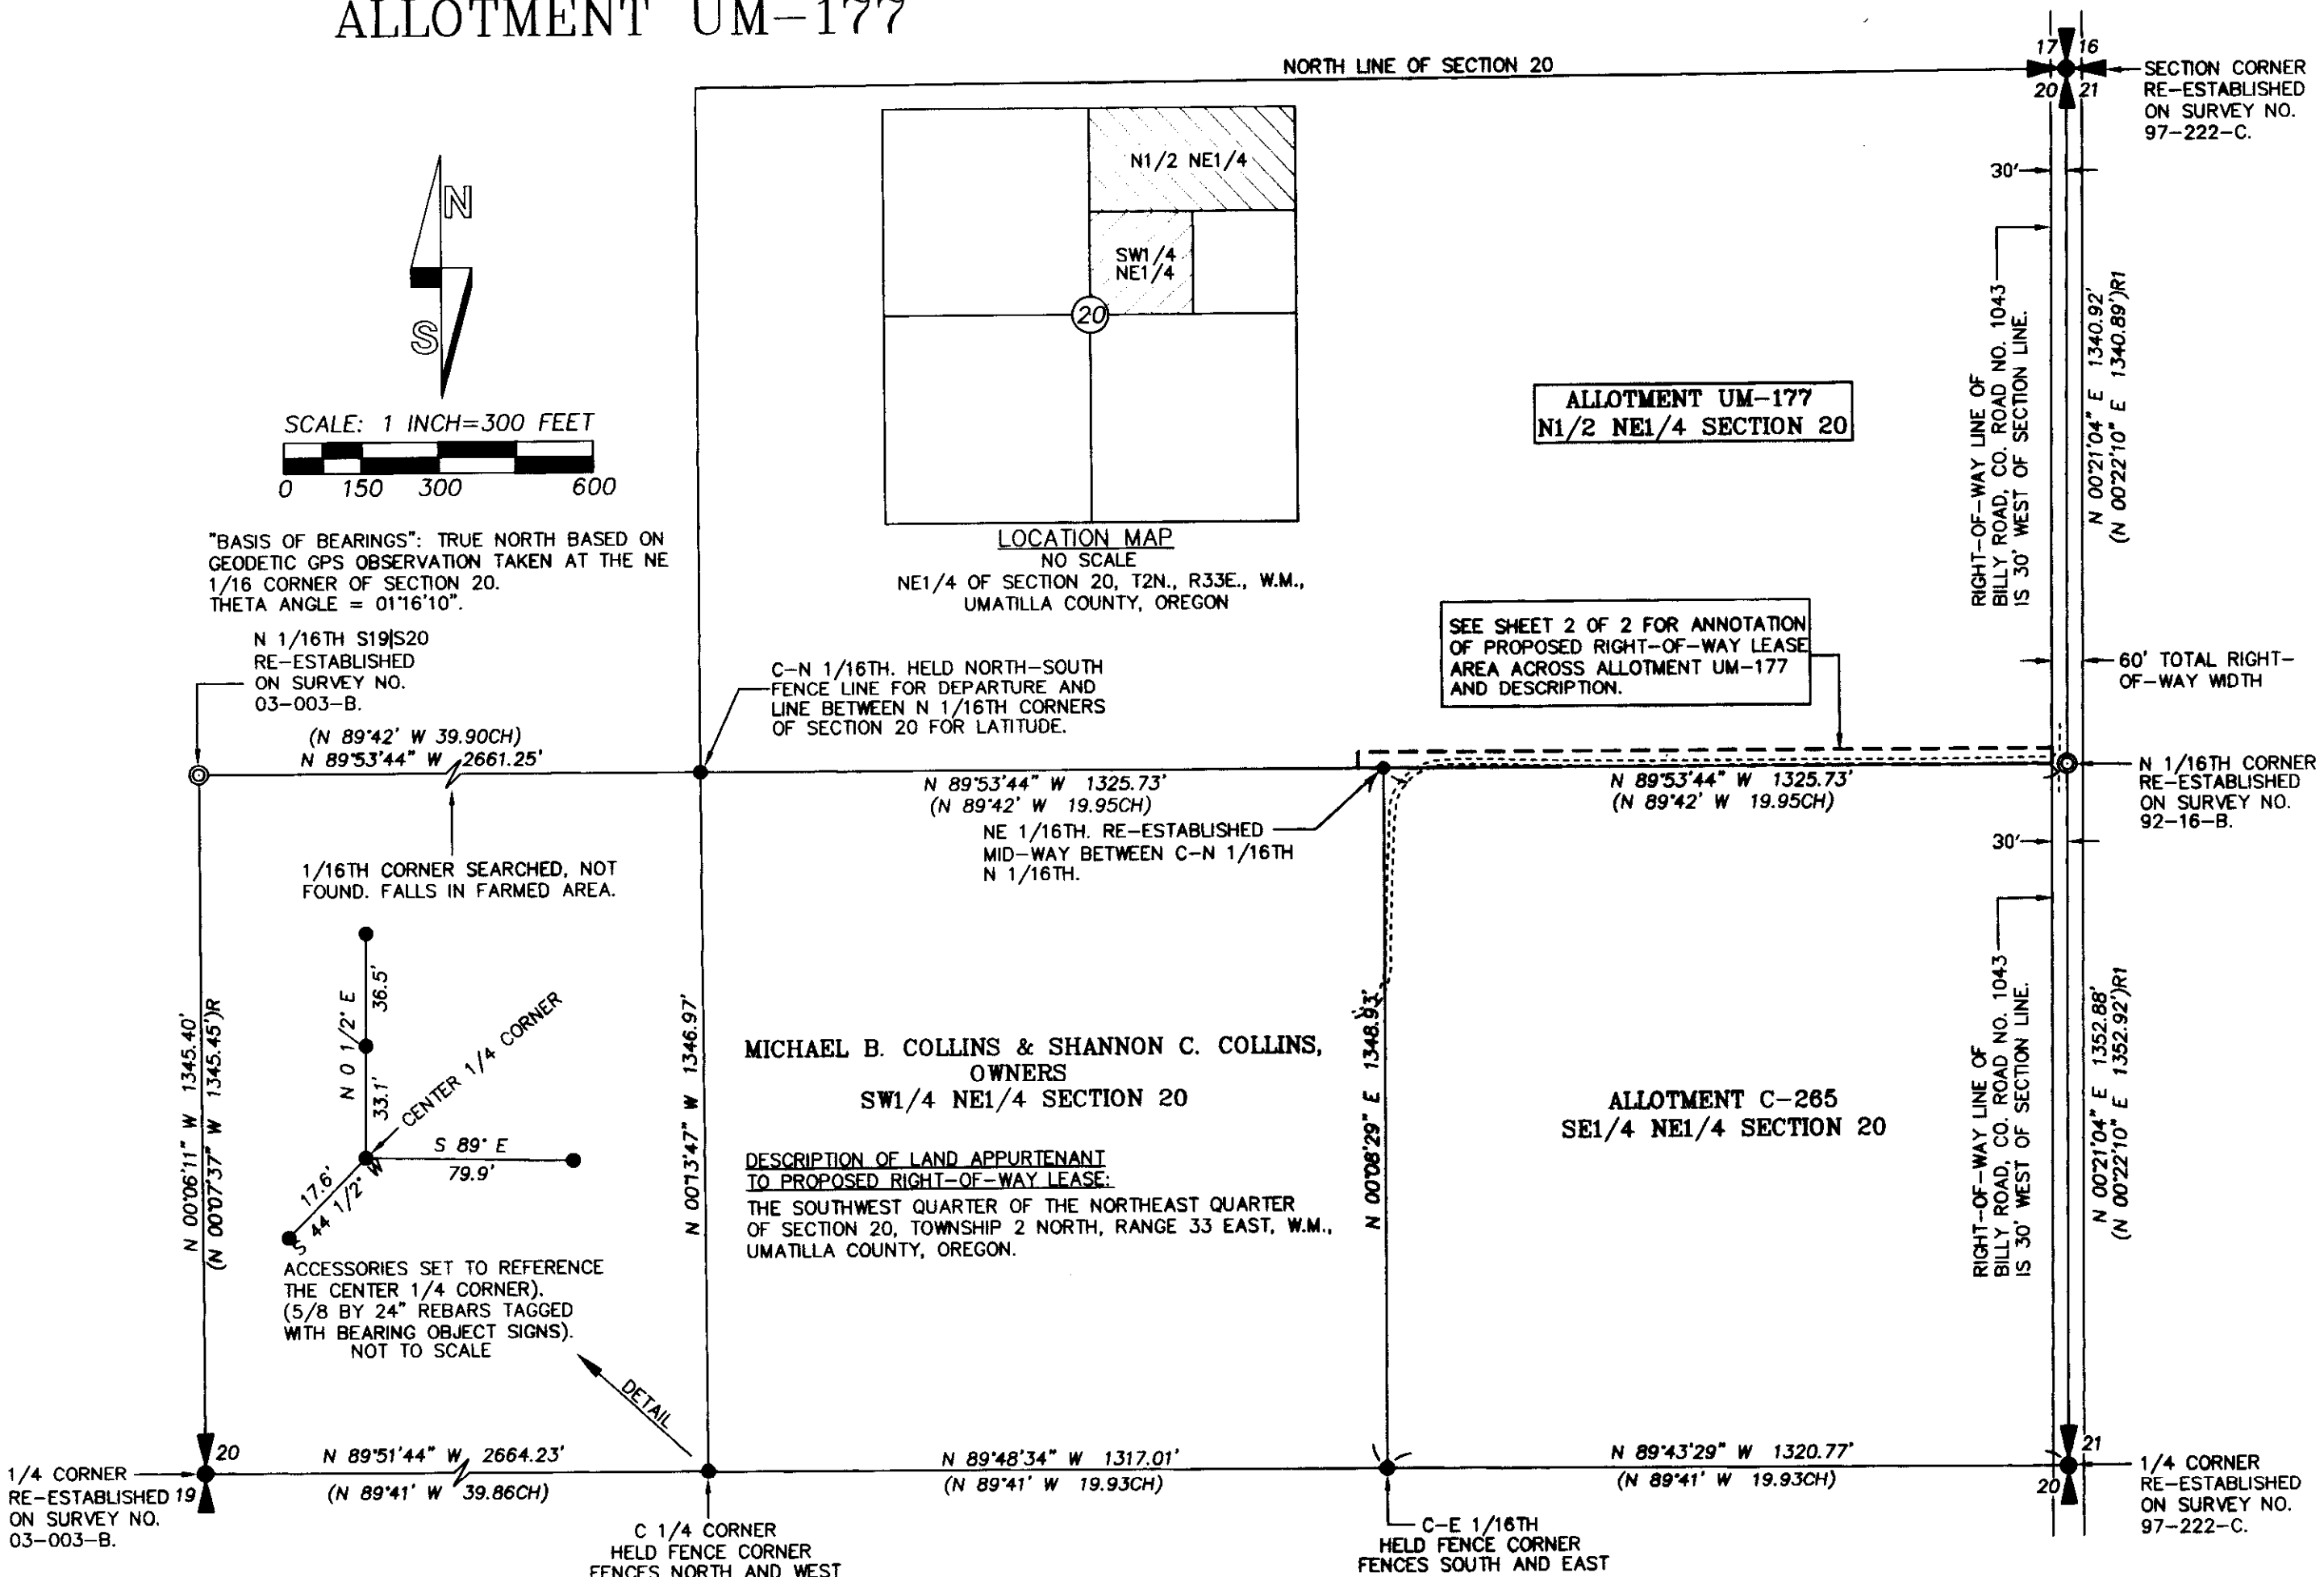 ALLOTMENT UM-177
NORTH LINE OF SECTION 20
17
16
20
21
SECTION CORNER
RE-ESTABLISHED
ON SURVEY NO.
97-222-C.
N
S
SCALE: 1 INCH=300 FEET
0 150 300 600
N1/2 NE1/4
SW1/4
NE1/4
20
LOCATION MAP
NO SCALE
NE1/4 OF SECTION 20, T2N., R33E., W.M.,
UMATILLA COUNTY, OREGON
ALLOTMENT UM-177
N1/2 NE1/4 SECTION 20
30'
RIGHT-OF-WAY LINE OF
BILLY ROAD, CO. ROAD NO. 1043
IS 30' WEST OF SECTION LINE.
N 00°21'04" E 1340.92'
(N 00°22'10" E 1340.89')R1
"BASIS OF BEARINGS": TRUE NORTH BASED ON
GEODETIC GPS OBSERVATION TAKEN AT THE NE
1/16 CORNER OF SECTION 20.
THETA ANGLE = 01°16'10".
N 1/16TH S19|S20
RE-ESTABLISHED
ON SURVEY NO.
03-003-B.
(N 89°42' W 39.90CH)
N 89°53'44" W 2661.25'
C-N 1/16TH. HELD NORTH-SOUTH
FENCE LINE FOR DEPARTURE AND
LINE BETWEEN N 1/16TH CORNERS
OF SECTION 20 FOR LATITUDE.
SEE SHEET 2 OF 2 FOR ANNOTATION
OF PROPOSED RIGHT-OF-WAY LEASE
AREA ACROSS ALLOTMENT UM-177
AND DESCRIPTION.
60' TOTAL RIGHT-
OF-WAY WIDTH
N 89°53'44" W 1325.73'
(N 89°42' W 19.95CH)
N 89°53'44" W 1325.73'
(N 89°42' W 19.95CH)
N 1/16TH CORNER
RE-ESTABLISHED
ON SURVEY NO.
92-16-B.
NE 1/16TH. RE-ESTABLISHED
MID-WAY BETWEEN C-N 1/16TH
N 1/16TH.
30'
1/16TH CORNER SEARCHED, NOT
FOUND. FALLS IN FARMED AREA.
N 00°06'11" W 1345.40'
(N 00°07'37" W 1345.45')R
N 0 1/2° E
36.5'
33.1'
CENTER 1/4 CORNER
S 89° E
79.9'
17.6'
S 44 1/2° W
ACCESSORIES SET TO REFERENCE
THE CENTER 1/4 CORNER).
(5/8 BY 24" REBARS TAGGED
WITH BEARING OBJECT SIGNS).
NOT TO SCALE
DETAIL
N 00°13'47" W 1346.97'
MICHAEL B. COLLINS & SHANNON C. COLLINS,
OWNERS
SW1/4 NE1/4 SECTION 20
DESCRIPTION OF LAND APPURTENANT
TO PROPOSED RIGHT-OF-WAY LEASE:
THE SOUTHWEST QUARTER OF THE NORTHEAST QUARTER
OF SECTION 20, TOWNSHIP 2 NORTH, RANGE 33 EAST, W.M.,
UMATILLA COUNTY, OREGON.
N 00°08'29" E 1348.93'
ALLOTMENT C-265
SE1/4 NE1/4 SECTION 20
RIGHT-OF-WAY LINE OF
BILLY ROAD, CO. ROAD NO. 1043
IS 30' WEST OF SECTION LINE.
N 00°21'04" E 1352.88'
(N 00°22'10" E 1352.92')R1
1/4 CORNER
RE-ESTABLISHED
ON SURVEY NO.
03-003-B.
20
19
N 89°51'44" W 2664.23'
(N 89°41' W 39.86CH)
N 89°48'34" W 1317.01'
(N 89°41' W 19.93CH)
N 89°43'29" W 1320.77'
(N 89°41' W 19.93CH)
21
20
1/4 CORNER
RE-ESTABLISHED
ON SURVEY NO.
97-222-C.
C 1/4 CORNER
HELD FENCE CORNER
FENCES NORTH AND WEST
C-E 1/16TH
HELD FENCE CORNER
FENCES SOUTH AND EAST